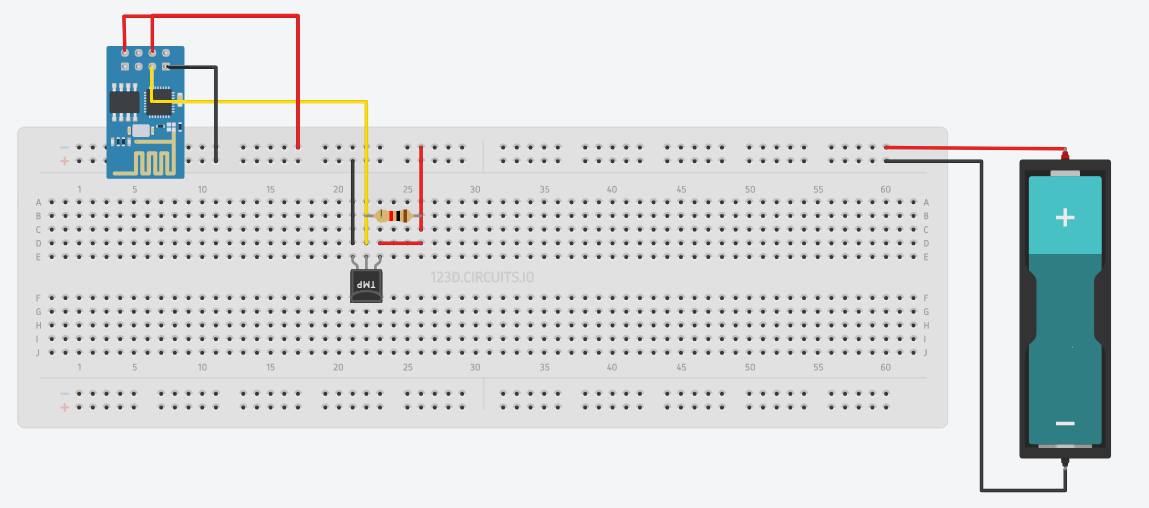 −
+
1 5 10 15 20 25 30 35 40 45 50 55 60
A A
B B
C C
D D
E E
123D.CIRCUITS.IO
TMP
F F
G G
H H
I I
J J
1 5 10 15 20 25 30 35 40 45 50 55 60
−
+
+
−